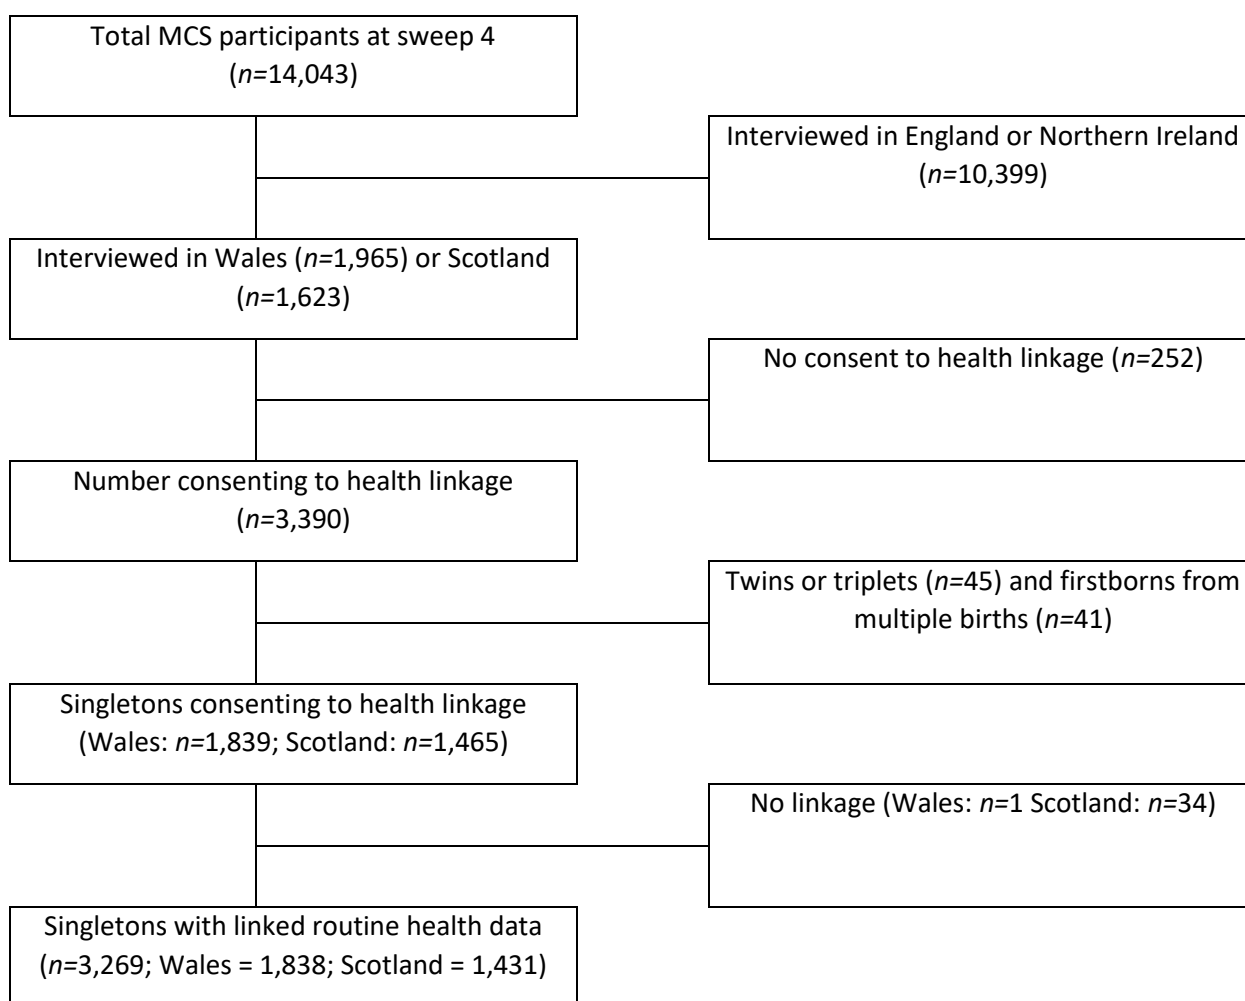 Total MCS participants at sweep 4
(n=14,043)
Interviewed in England or Northern Ireland
(n=10,399)
Interviewed in Wales (n=1,965) or Scotland
(n=1,623)
No consent to health linkage (n=252)
Number consenting to health linkage
(n=3,390)
Twins or triplets (n=45) and firstborns from
multiple births (n=41)
Singletons consenting to health linkage
(Wales: n=1,839; Scotland: n=1,465)
No linkage (Wales: n=1 Scotland: n=34)
Singletons with linked routine health data
(n=3,269; Wales = 1,838; Scotland = 1,431)